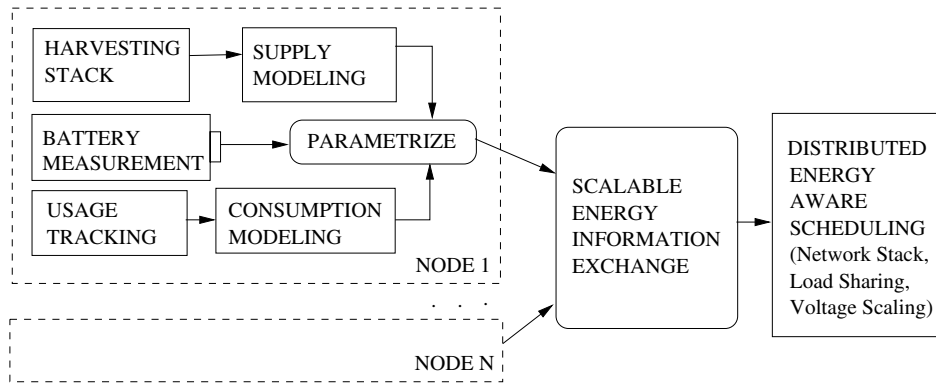 HARVESTING
STACK
SUPPLY
MODELING
BATTERY
MEASUREMENT
PARAMETRIZE
USAGE
TRACKING
CONSUMPTION
MODELING
NODE 1
. . .
NODE N
SCALABLE
ENERGY
INFORMATION
EXCHANGE
DISTRIBUTED
ENERGY
AWARE
SCHEDULING
(Network Stack,
Load Sharing,
Voltage Scaling)